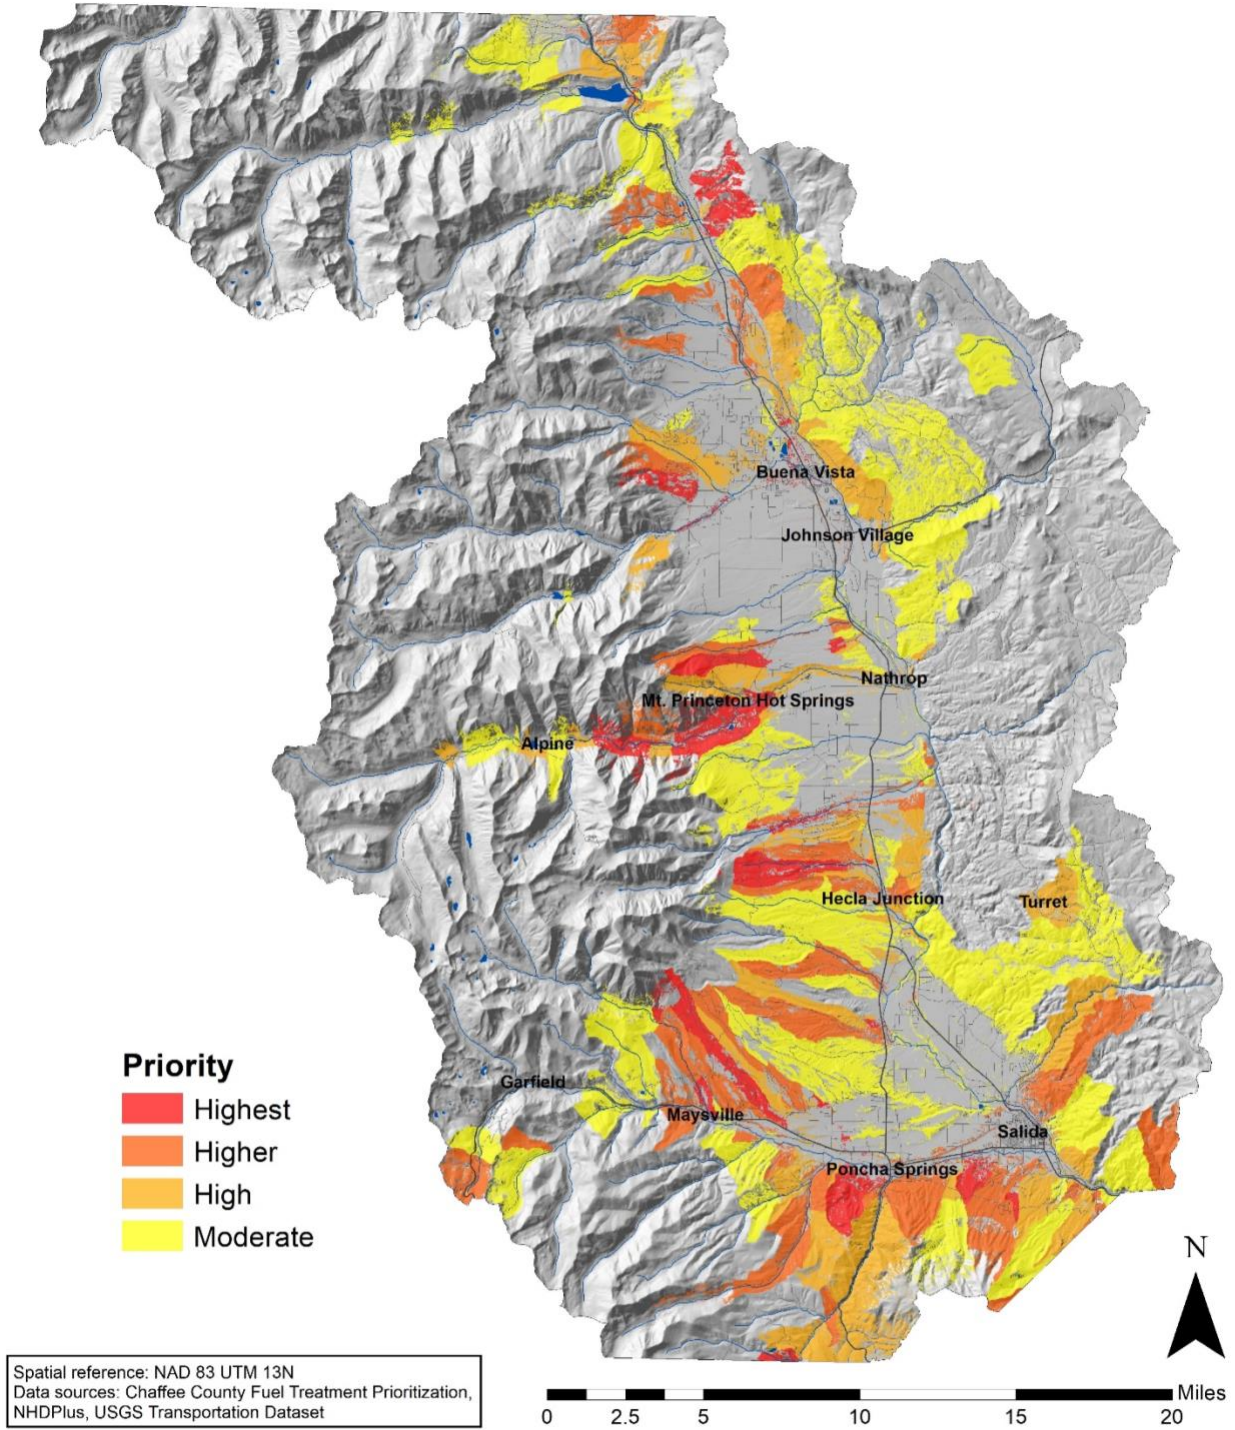 Buena Vista
Johnson Village
Nathrop
Mt. Princeton Hot Springs
Alpine
Hecla Junction
Turret
Garfield
Maysville
Salida
Poncha Springs
Priority
Highest
Higher
High
Moderate
N
Spatial reference: NAD 83 UTM 13N
Data sources: Chaffee County Fuel Treatment Prioritization,
NHDPlus, USGS Transportation Dataset
Miles
0 2.5 5 10 15 20